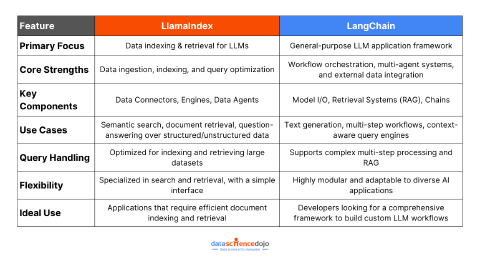 Feature LlamaIndex LangChain
Primary Focus Data indexing & retrieval for LLMs General-purpose LLM application framework
Core Strengths Data ingestion, indexing, and query optimization Workflow orchestration, multi-agent systems,
and external data integration
Key
Components Data Connectors, Engines, Data Agents Model I/O, Retrieval Systems (RAG), Chains
Use Cases Semantic search, document retrieval, question-
answering over structured/unstructured data Text generation, multi-step workflows, context-
aware query engines
Query Handling Optimized for indexing and retrieving large
datasets Supports complex multi-step processing and
RAG
Flexibility Specialized in search and retrieval, with a simple
interface Highly modular and adaptable to diverse AI
applications
Ideal Use Applications that require efficient document
indexing and retrieval Developers looking for a comprehensive
framework to build custom LLM workflows
datasciencedojo